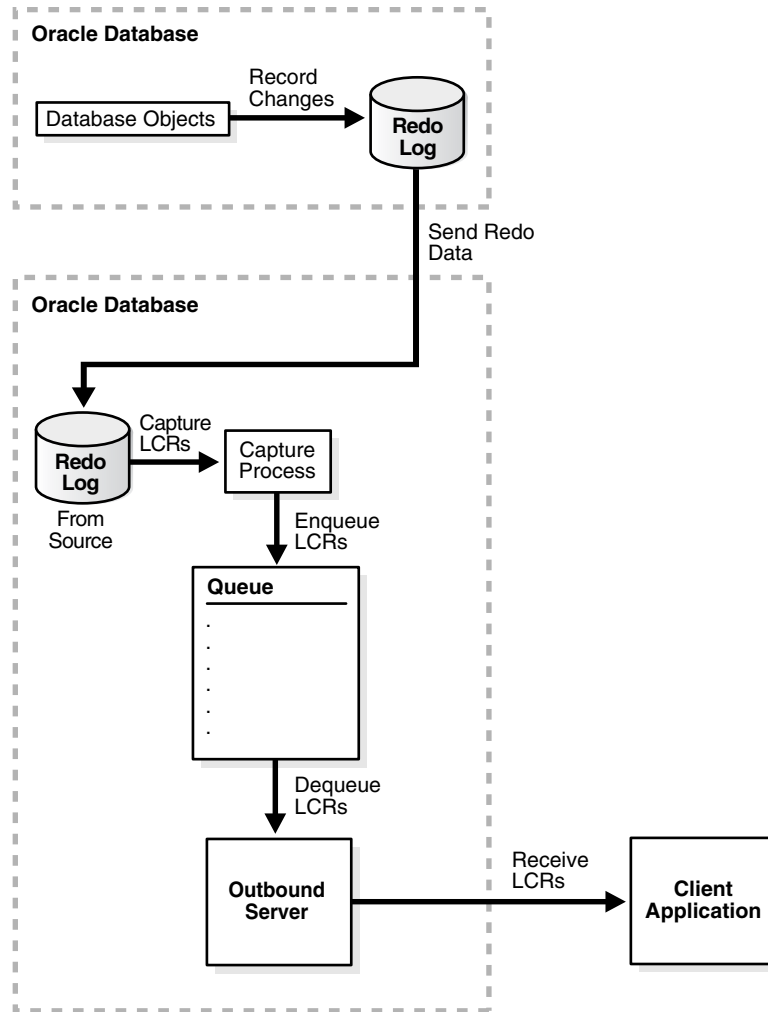 Oracle Database
Record
Changes
Database Objects
Redo
Log
Send Redo
Data
Oracle Database
Capture
LCRs
Redo
Log
From
Source
Capture
Process
Enqueue
LCRs
Queue
.
.
.
.
.
.
Dequeue
LCRs
Outbound
Server
Receive
LCRs
Client
Application